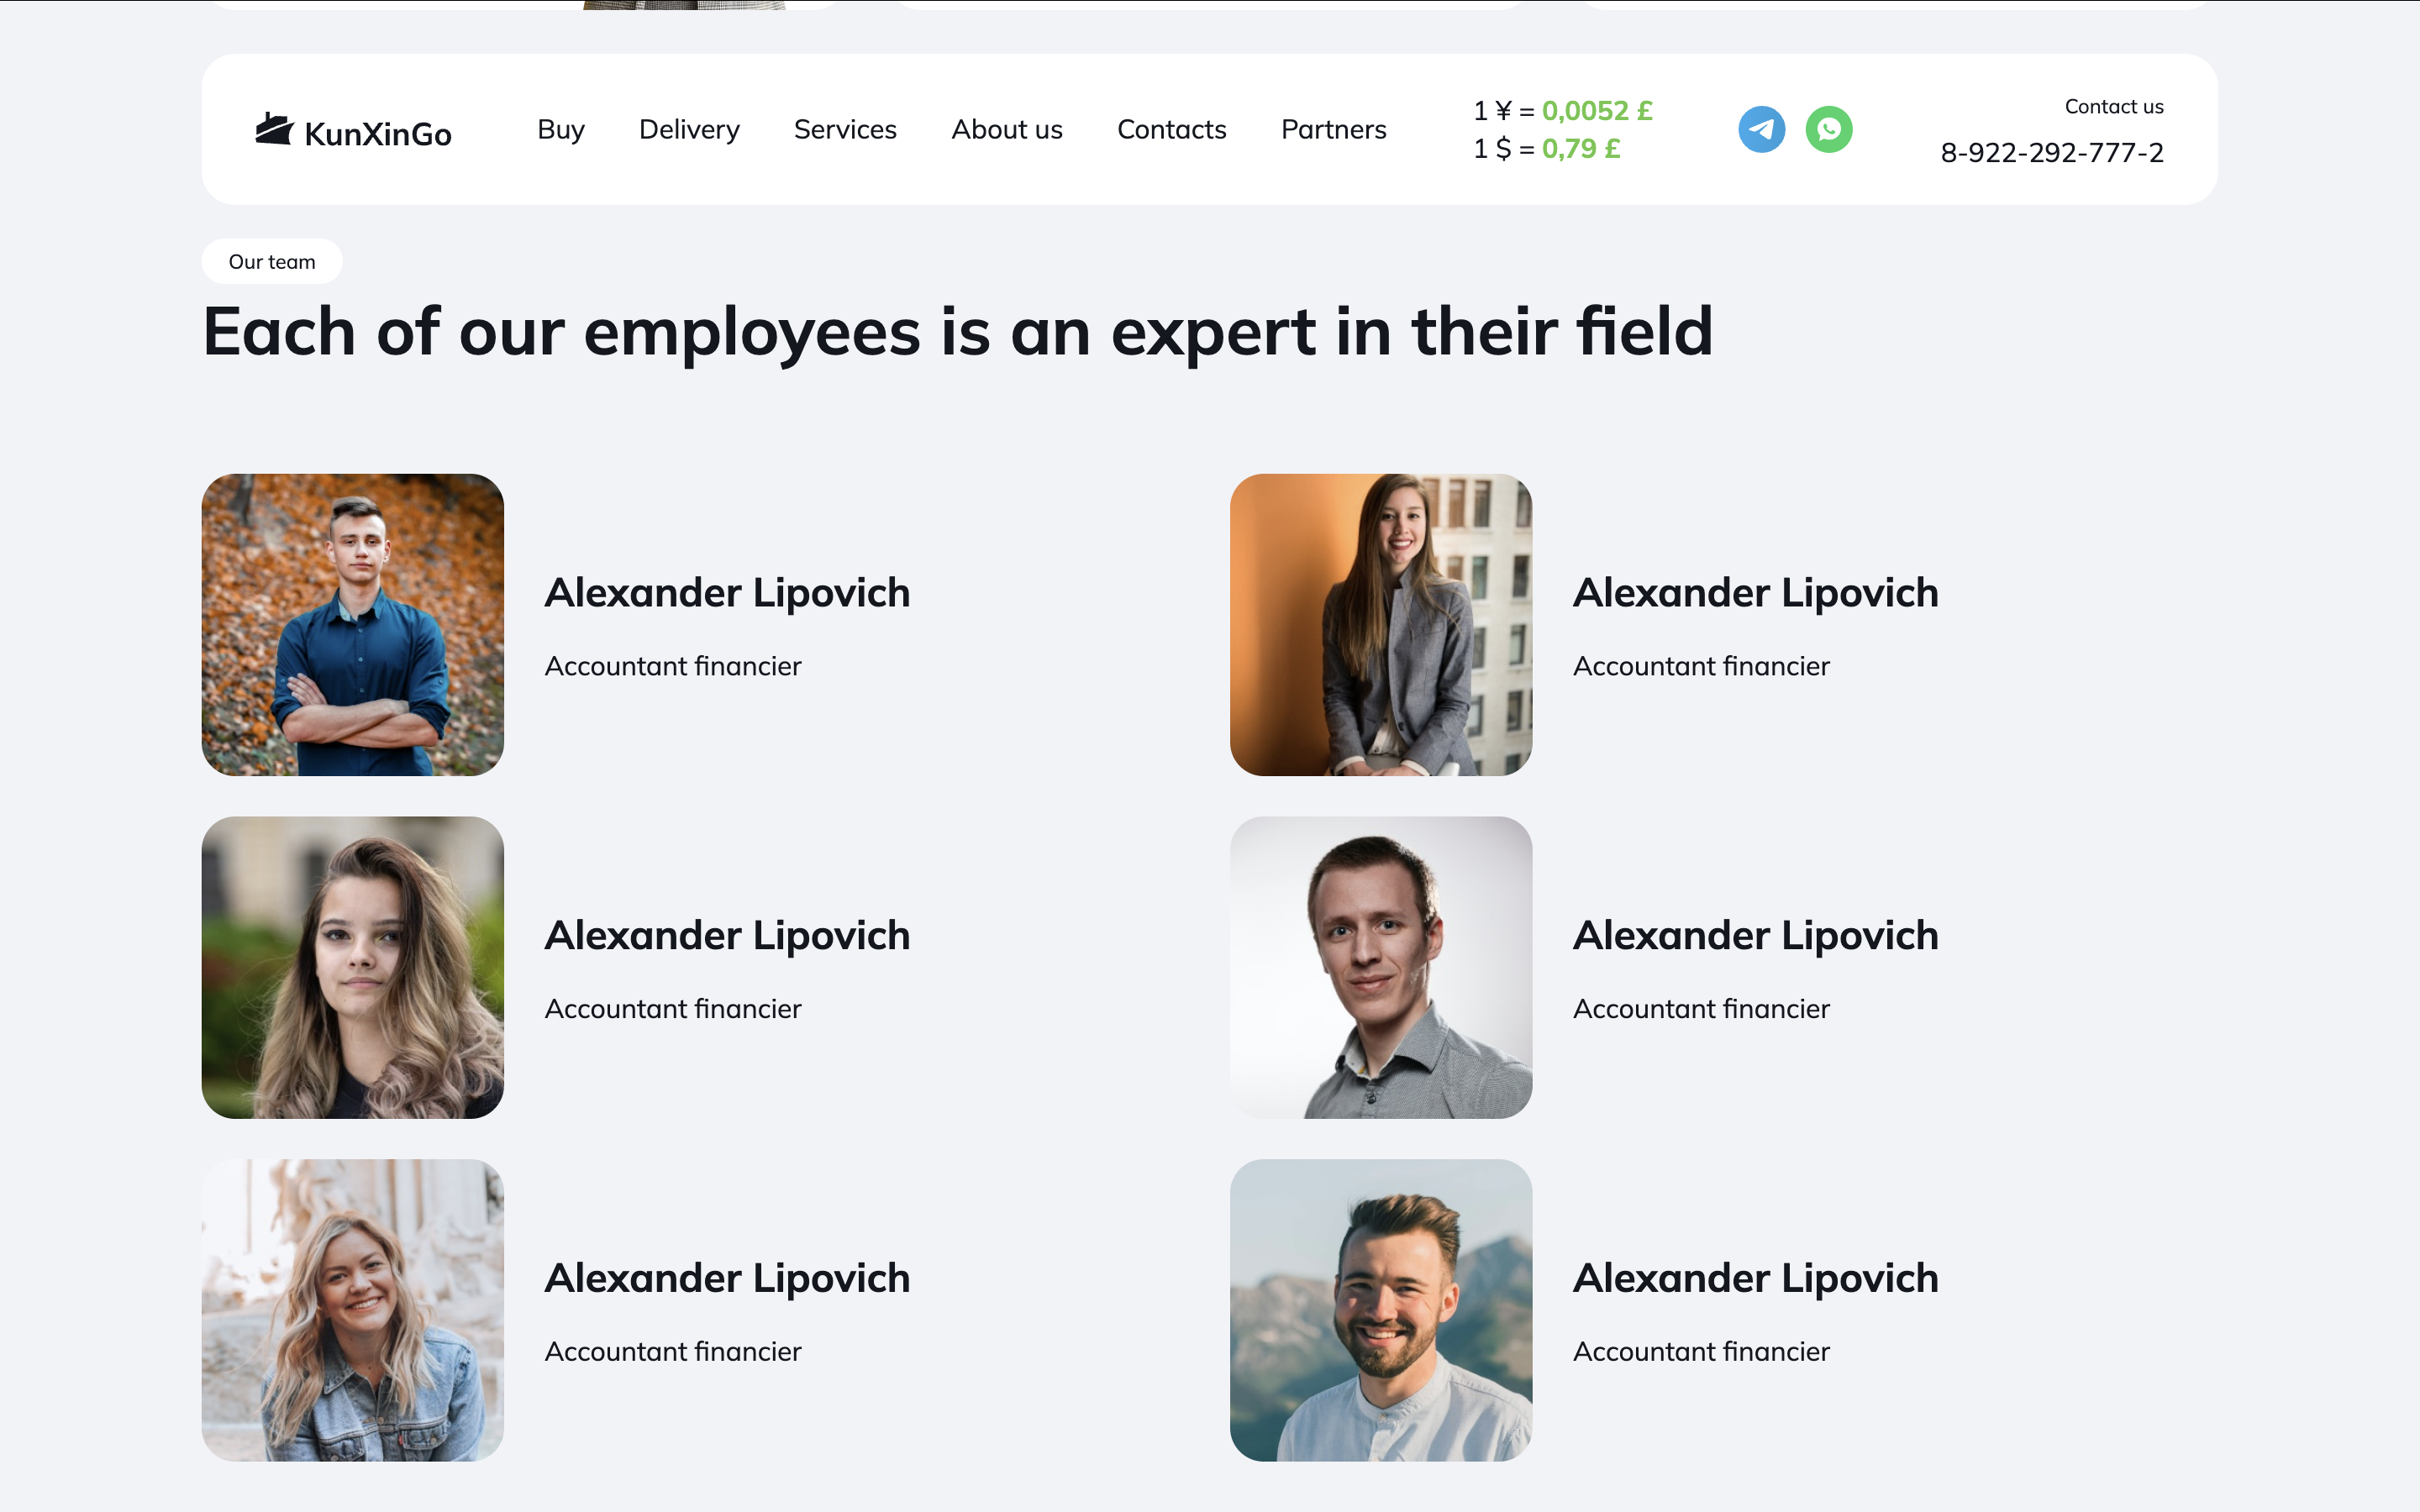 KunXinGo
Buy
Delivery
Services
About us
Contacts
Partners
1 ¥ = 0,0052 £
1 $ = 0,79 £
Contact us
8-922-292-777-2
Our team
Each of our employees is an expert in their field
Alexander Lipovich
Accountant financier
Alexander Lipovich
Accountant financier
Alexander Lipovich
Accountant financier
Alexander Lipovich
Accountant financier
Alexander Lipovich
Accountant financier
Alexander Lipovich
Accountant financier